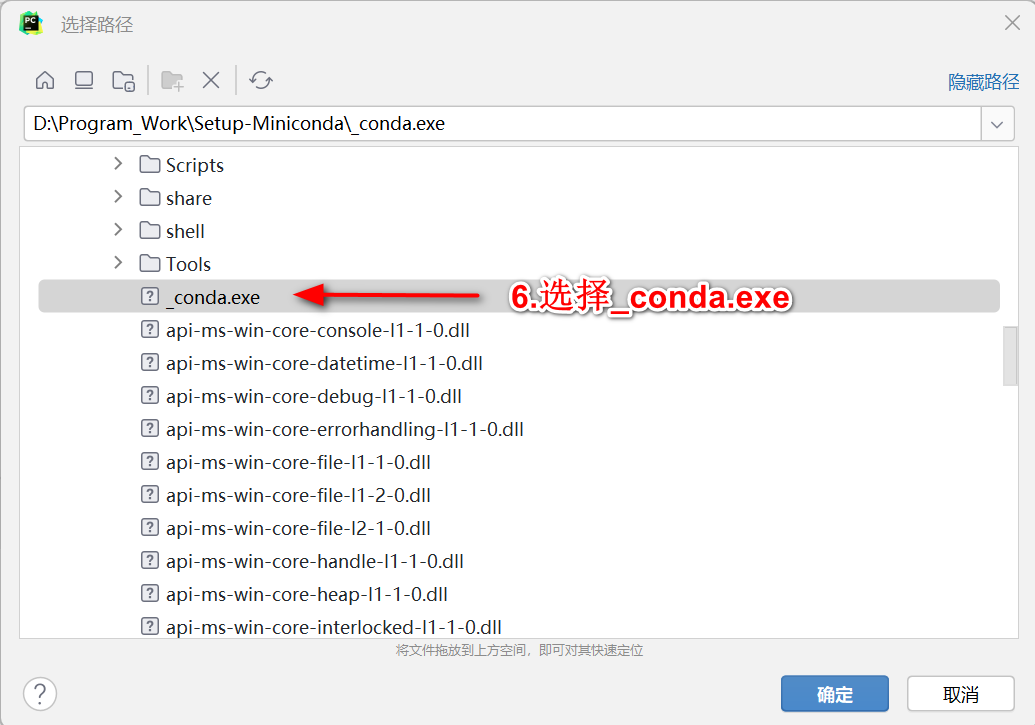 PC
选择路径
隐藏路径
D:\Program_Work\Setup-Miniconda\_conda.exe
Scripts
share
shell
Tools
_conda.exe
6.选择_conda.exe
api-ms-win-core-console-l1-1-0.dll
api-ms-win-core-datetime-l1-1-0.dll
api-ms-win-core-debug-l1-1-0.dll
api-ms-win-core-errorhandling-l1-1-0.dll
api-ms-win-core-file-l1-1-0.dll
api-ms-win-core-file-l1-2-0.dll
api-ms-win-core-file-l2-1-0.dll
api-ms-win-core-handle-l1-1-0.dll
api-ms-win-core-heap-l1-1-0.dll
api-ms-win-core-interlocked-l1-1-0.dll
将文件拖放到上方空间，即可对其快速定位
?
确定
取消